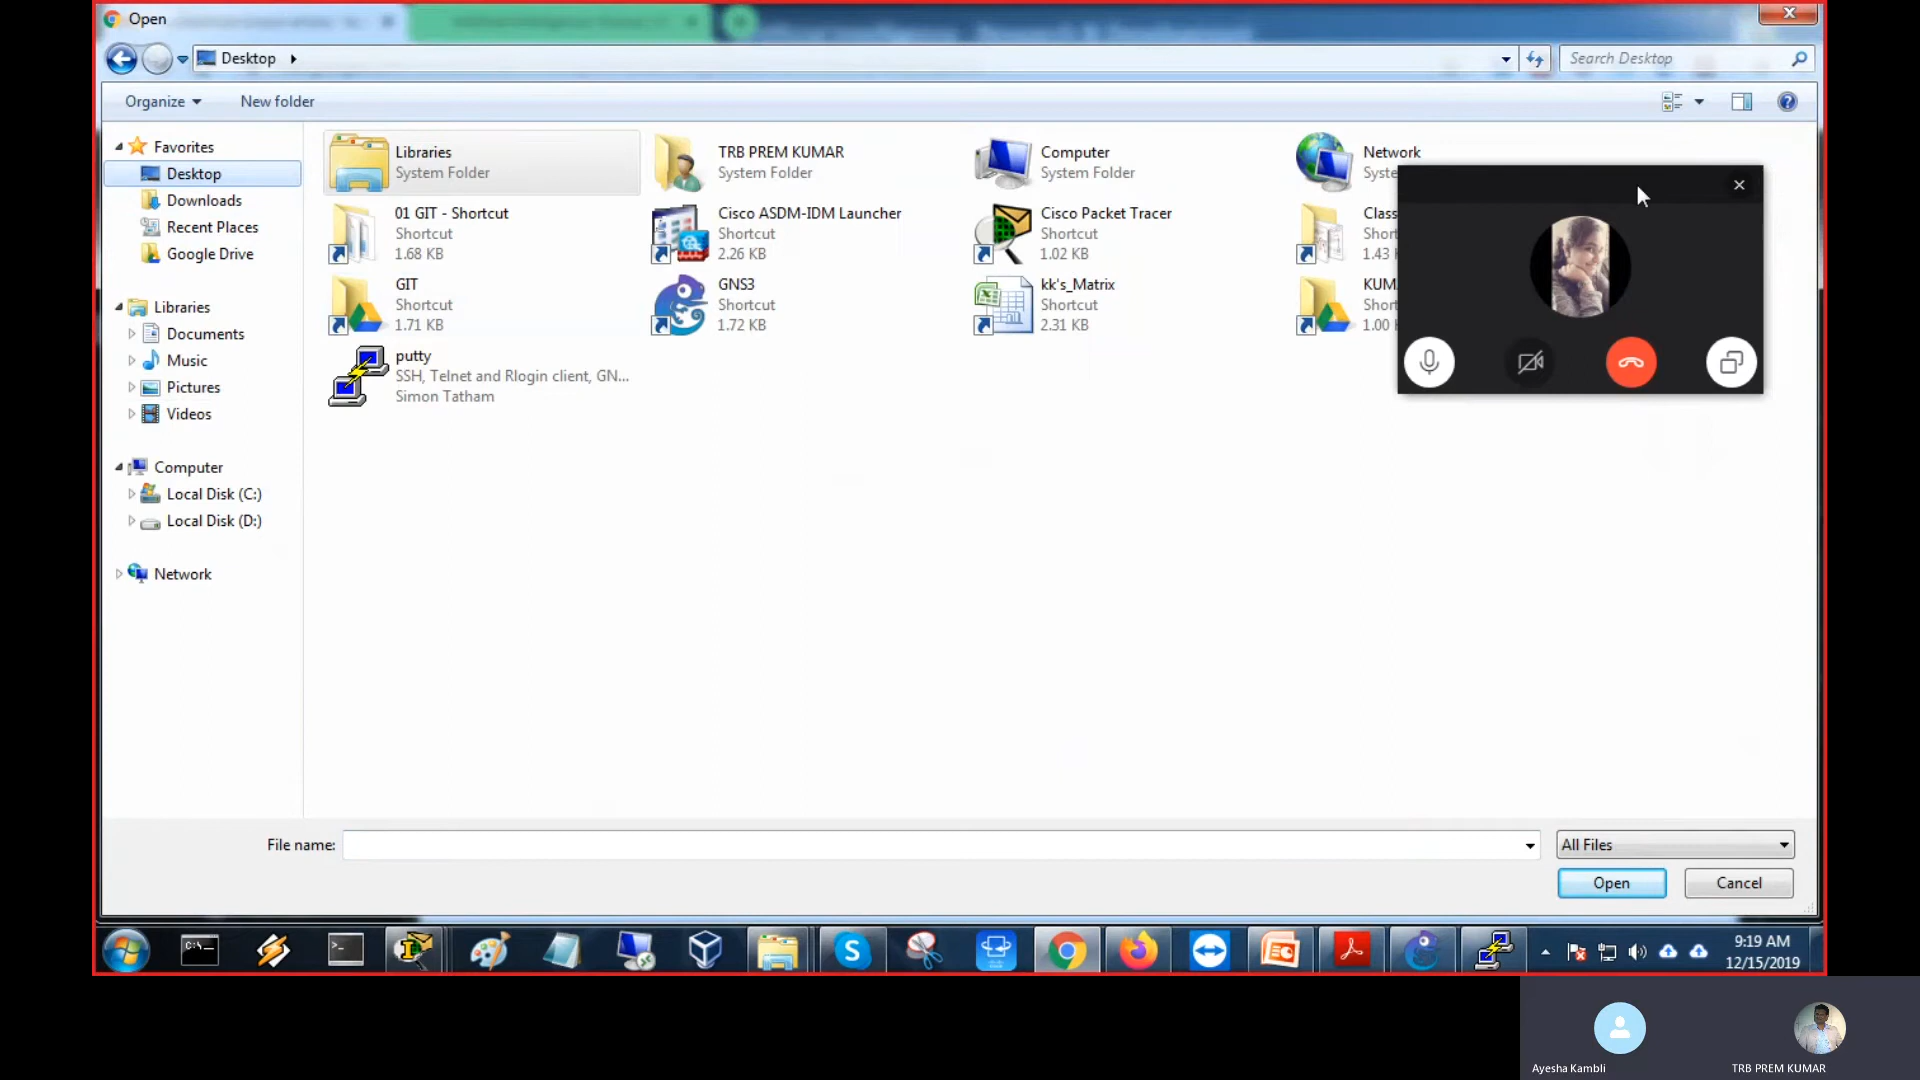 Open
Desktop
Search Desktop
Organize
New folder
Favorites
Desktop
Downloads
Recent Places
Google Drive
Libraries
Documents
Music
Pictures
Videos
Computer
Local Disk (C:)
Local Disk (D:)
Network
Libraries
System Folder
TRB PREM KUMAR
System Folder
Computer
System Folder
Network
Syste
01 GIT - Shortcut
Shortcut
1.68 KB
Cisco ASDM-IDM Launcher
Shortcut
2.26 KB
Cisco Packet Tracer
Shortcut
1.02 KB
Class
Short
1.43
GIT
Shortcut
1.71 KB
GNS3
Shortcut
1.72 KB
kk's_Matrix
Shortcut
2.31 KB
KUM
Short
1.00
putty
SSH, Telnet and Rlogin client, GN...
Simon Tatham
File name:
All Files
Open
Cancel
9:19 AM
12/15/2019
Ayesha Kambli
TRB PREM KUMAR